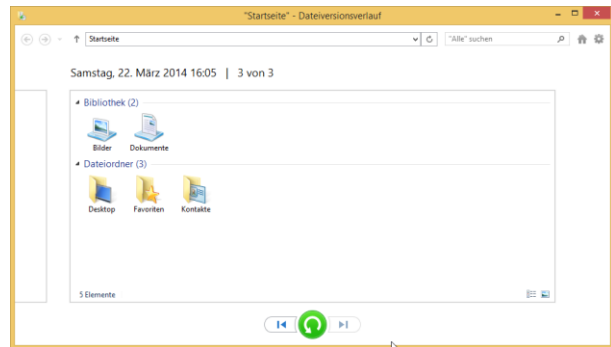 "Startseite" - Dateiversionsverlauf
Startseite
"Alle" suchen
Samstag, 22. März 2014 16:05 | 3 von 3
Bibliothek (2)
Bilder Dokumente
Dateiordner (3)
Desktop Favoriten Kontakte
5 Elemente